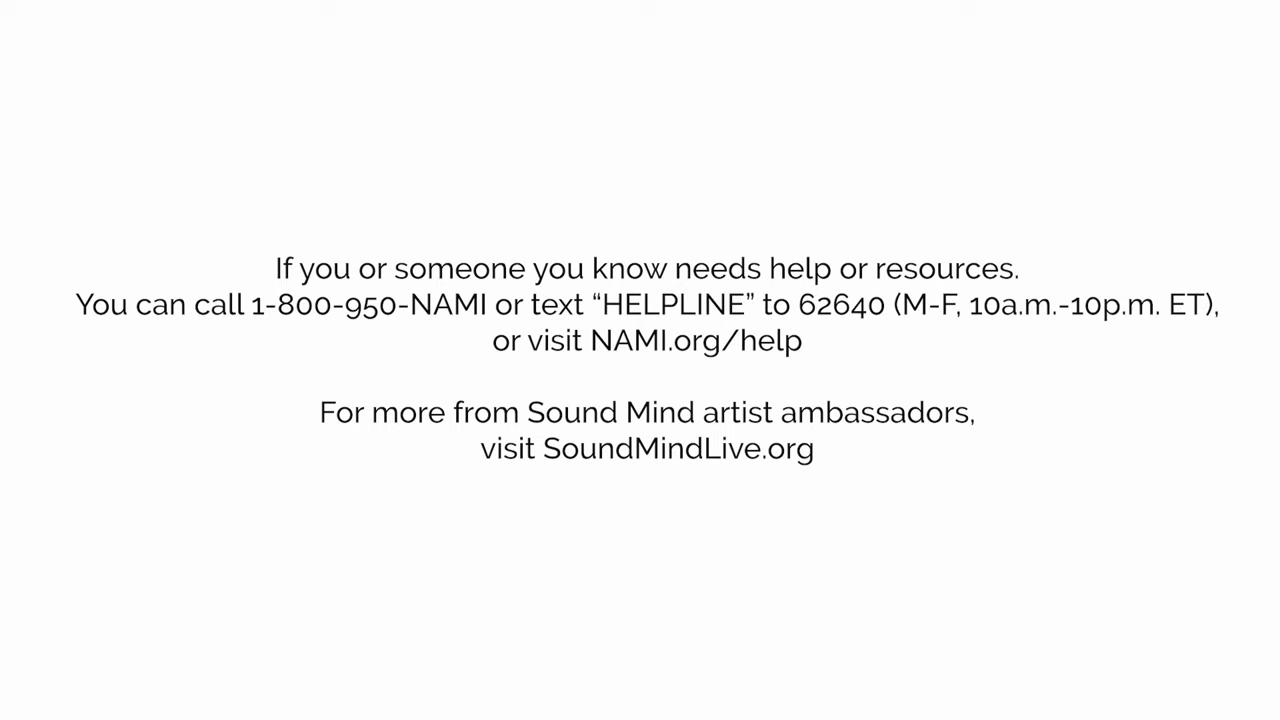 If you or someone you know needs help or resources.
You can call 1-800-950-NAMI or text “HELPLINE” to 62640 (M-F, 10a.m.-10p.m. ET),
or visit NAMI.org/help
For more from Sound Mind artist ambassadors,
visit SoundMindLive.org